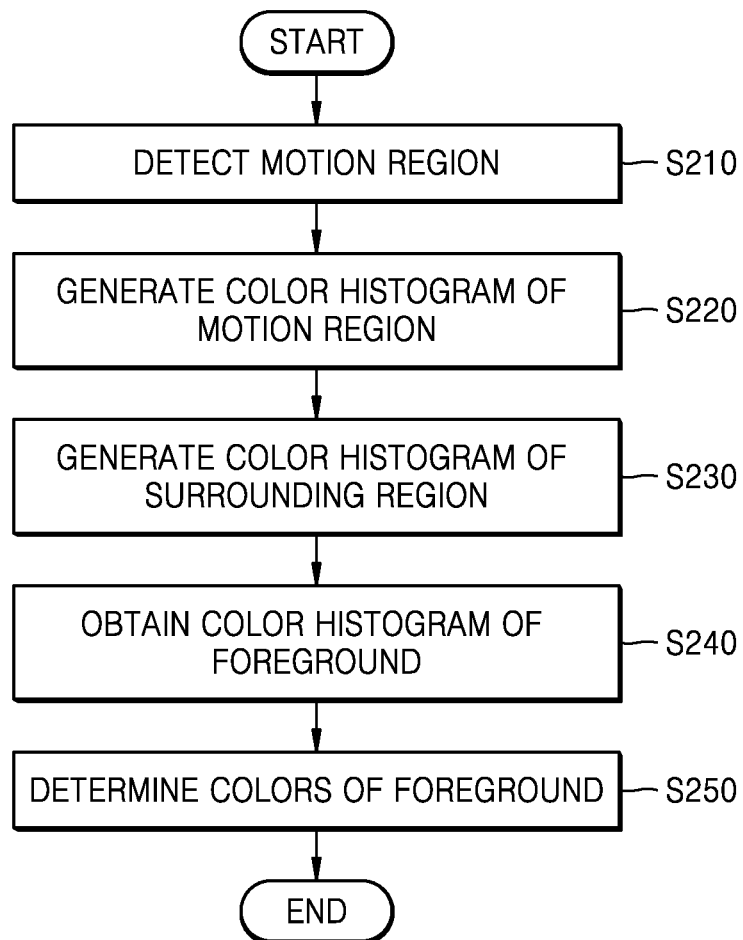 START
DETECT MOTION REGION
S210
GENERATE COLOR HISTOGRAM OF
MOTION REGION
S220
GENERATE COLOR HISTOGRAM OF
SURROUNDING REGION
S230
OBTAIN COLOR HISTOGRAM OF
FOREGROUND
S240
DETERMINE COLORS OF FOREGROUND
S250
END